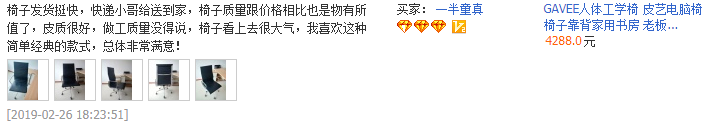 椅子发货挺快，快递小哥给送到家，椅子质量跟价格相比也是物有所
值了，皮质很好，做工质量没得说，椅子看上去很大气，我喜欢这种
简单经典的款式，总体非常满意！
[2019-02-26 18:23:51]
买家： 一半童真
GAVEE人体工学椅 皮艺电脑椅
椅子靠背家用书房 老板...
4288.0元